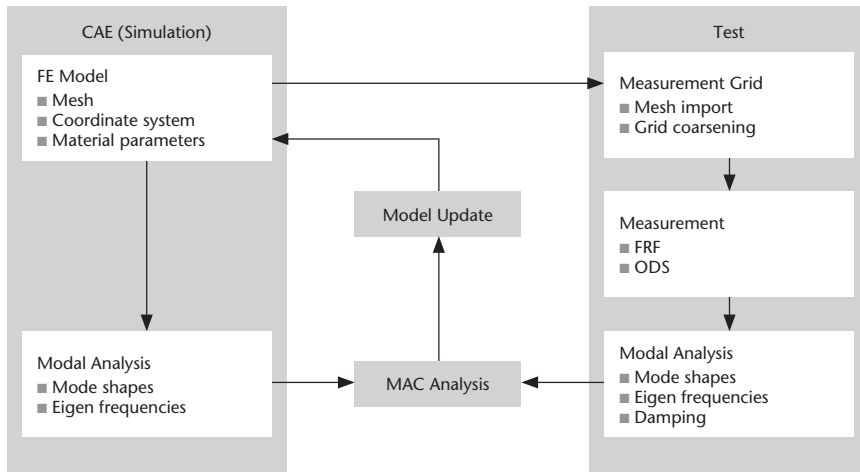 CAE (Simulation)
FE Model
■ Mesh
■ Coordinate system
■ Material parameters
Modal Analysis
■ Mode shapes
■ Eigen frequencies
Model Update
MAC Analysis
Test
Measurement Grid
■ Mesh import
■ Grid coarsening
Measurement
■ FRF
■ ODS
Modal Analysis
■ Mode shapes
■ Eigen frequencies
■ Damping